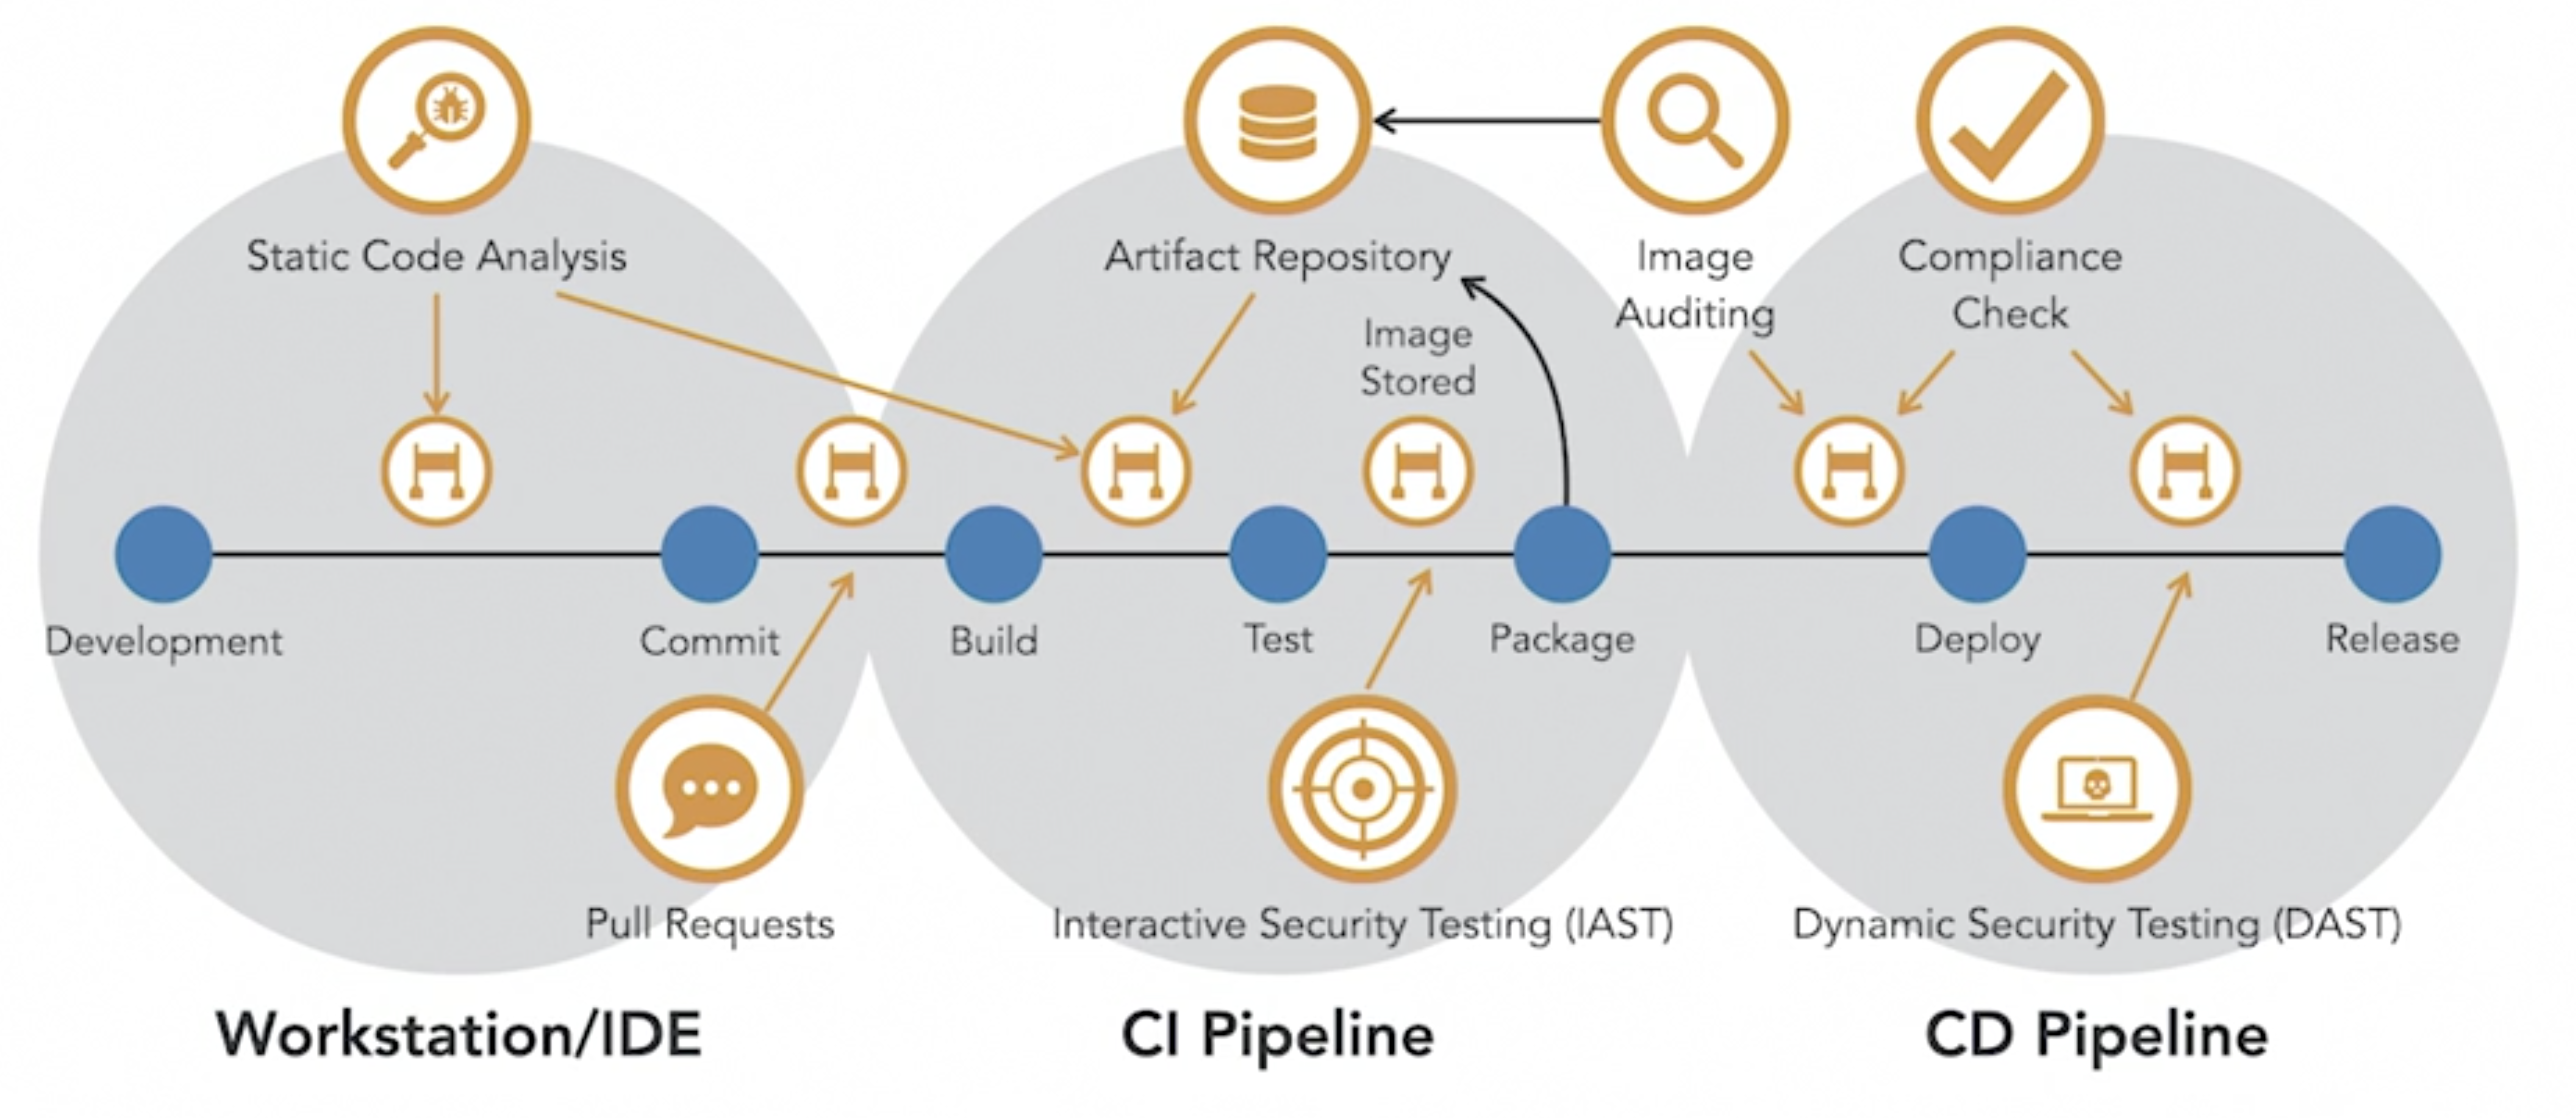 Static Code Analysis
Artifact Repository
Image
Auditing
Compliance
Check
Image
Stored
Development
Commit
Build
Test
Package
Deploy
Release
Pull Requests
Interactive Security Testing (IAST)
Dynamic Security Testing (DAST)
Workstation/IDE
CI Pipeline
CD Pipeline